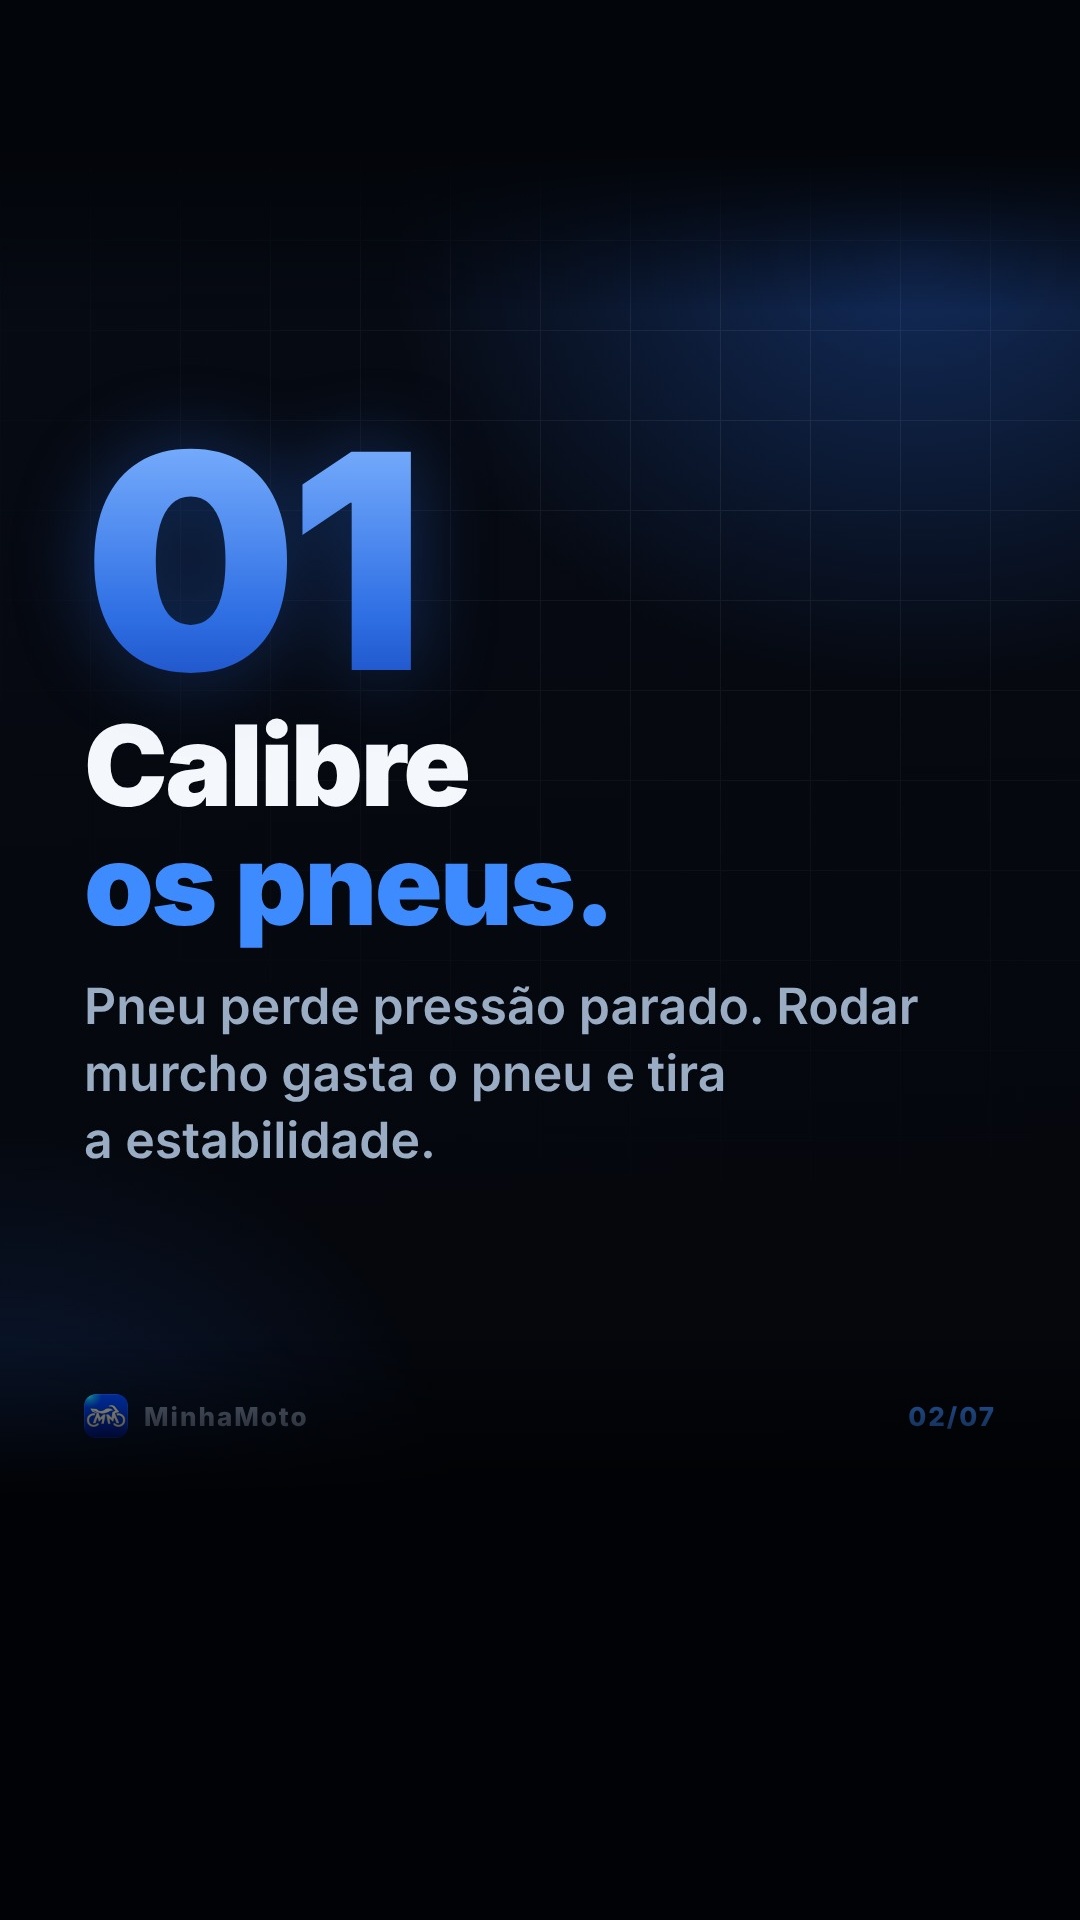 01
Calibre
os pneus.
Pneu perde pressão parado. Rodar
murcho gasta o pneu e tira
a estabilidade.
MinhaMoto
02/07